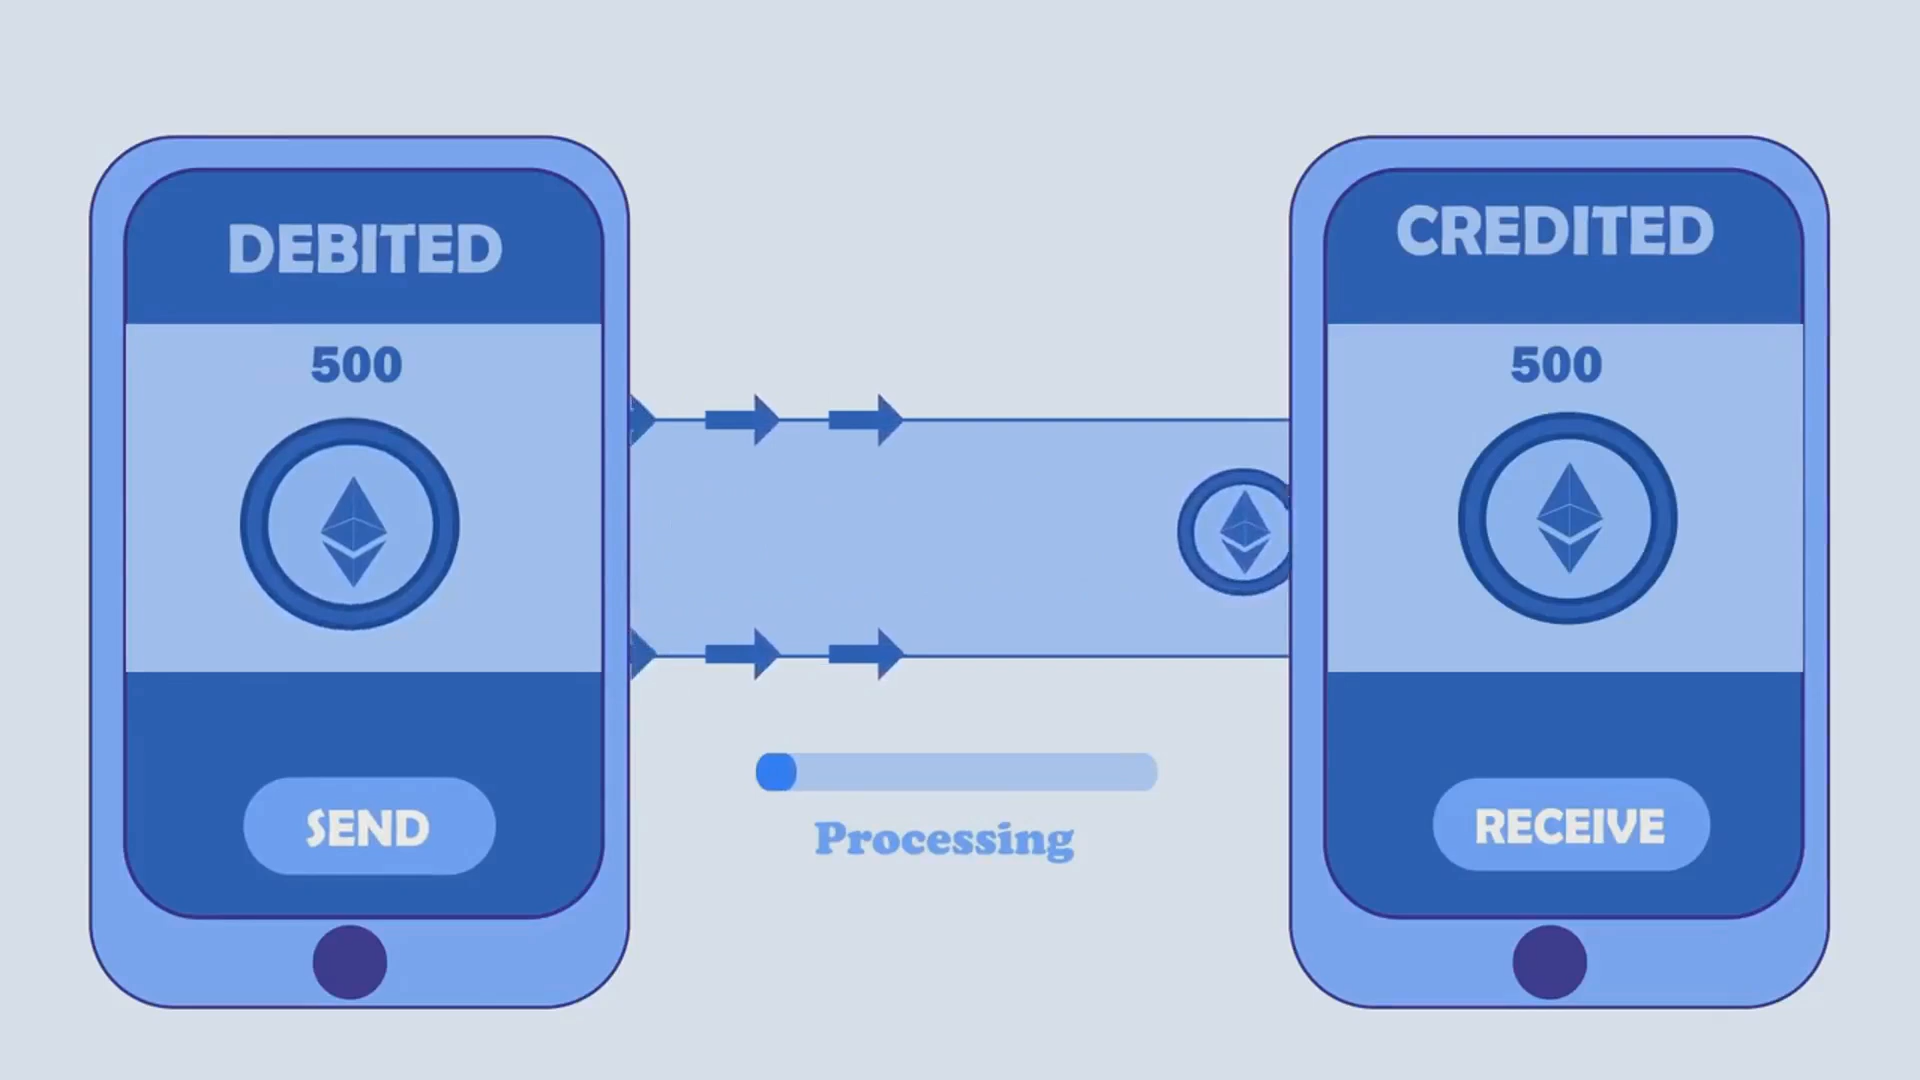 DEBITED
500
SEND
Processing
CREDITED
500
RECEIVE